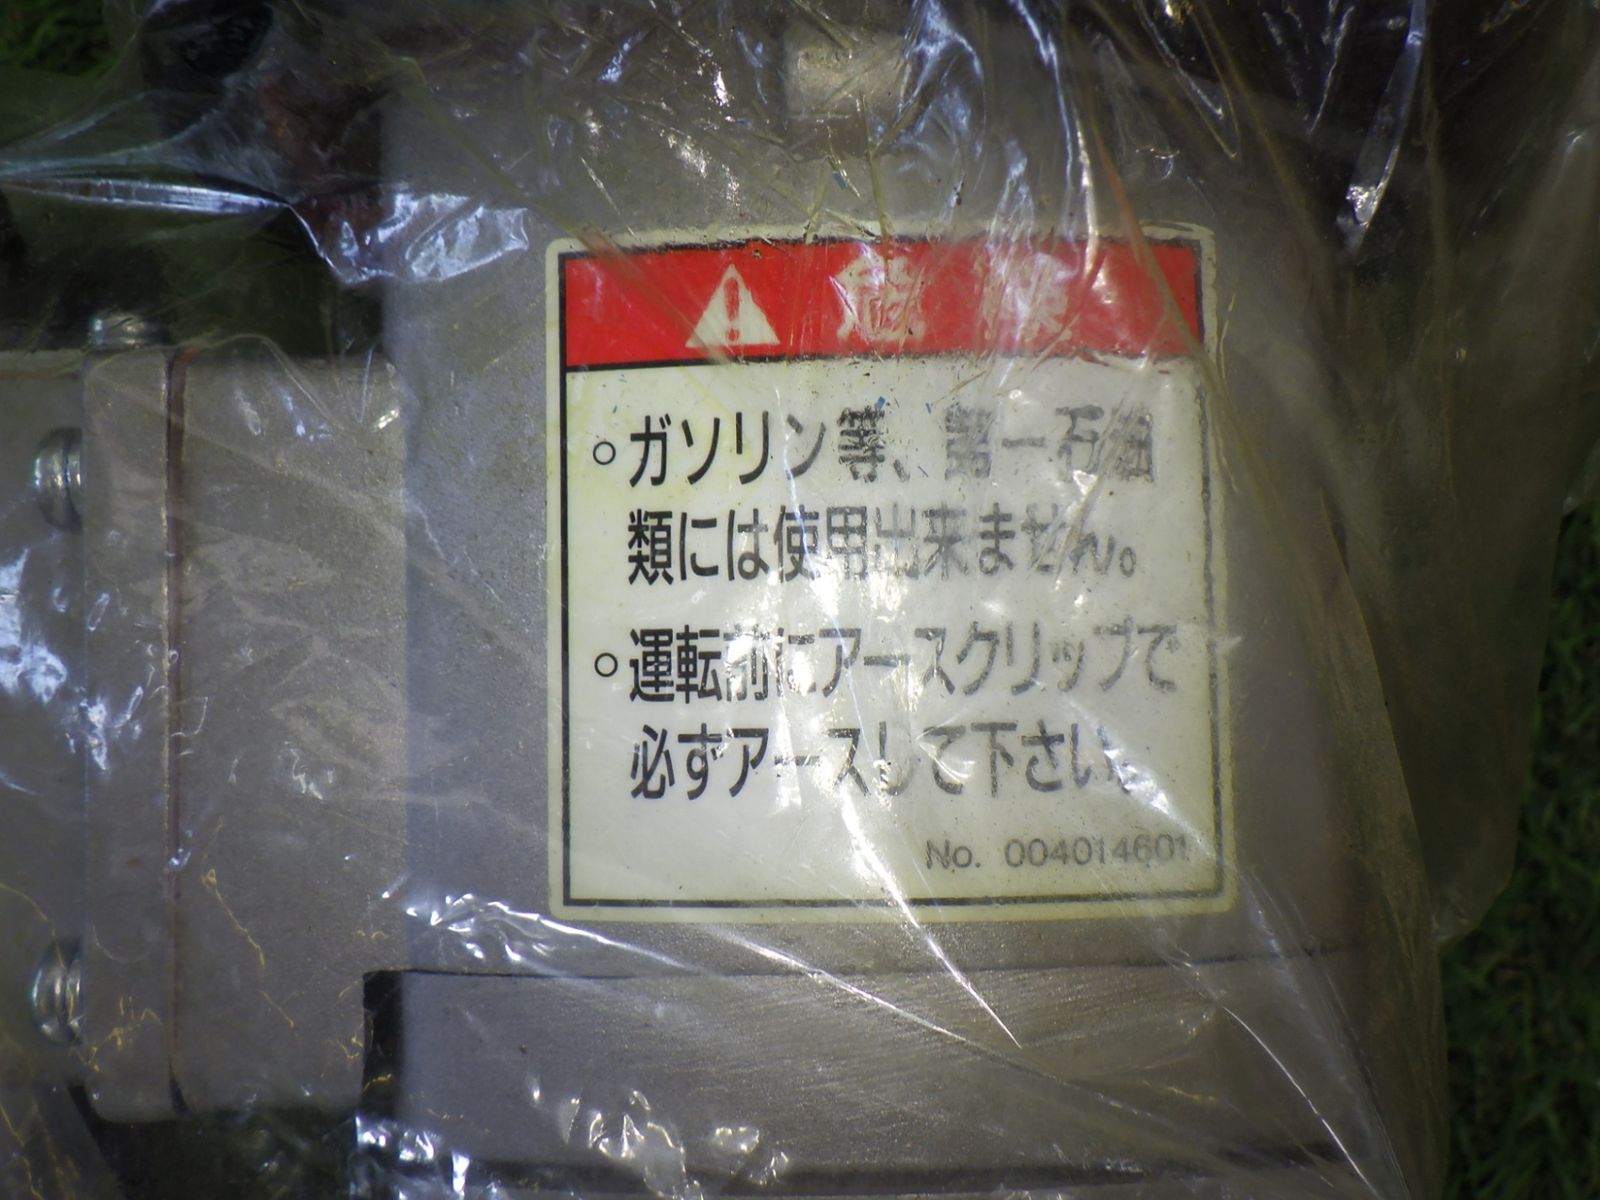 危険
○ガソリン等、第一石油
類には使用出来ません。
○運転前にアースクリップで
必ずアースして下さい。
No. 004014601